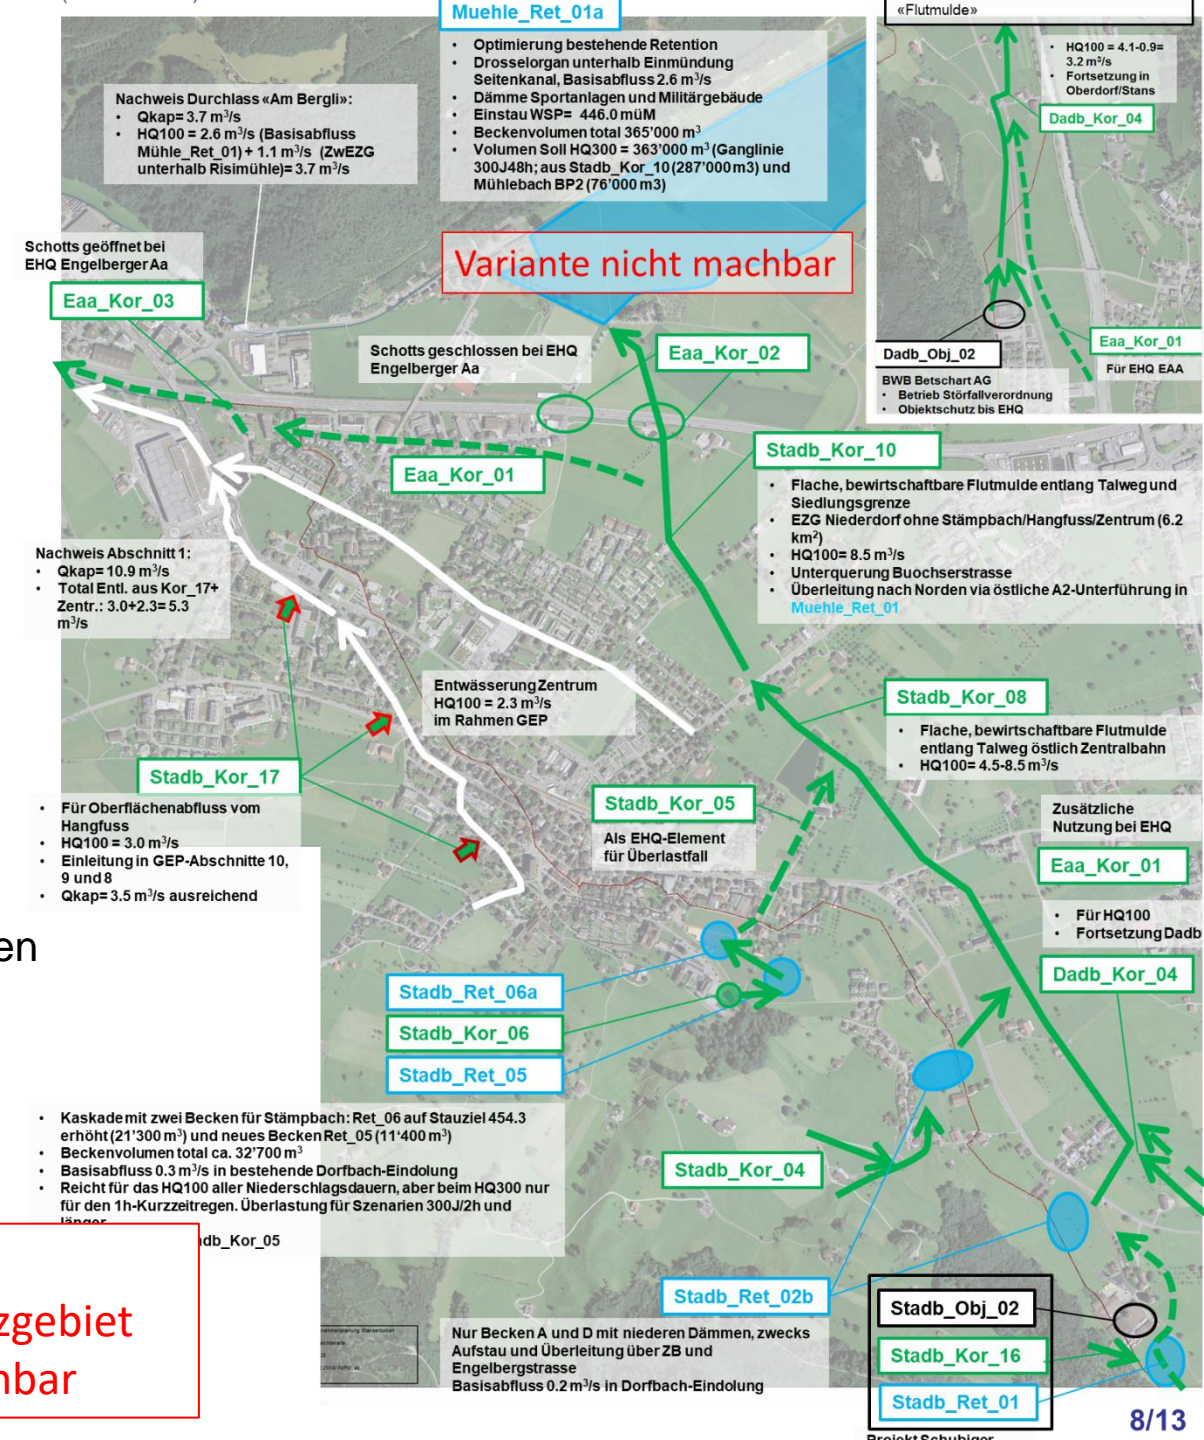 Muehle_Ret_01a
• Optimierung bestehende Retention
• Drosselorgan unterhalb Einmündung
Seitenkanal, Basisabfluss 2.6 m³/s
• Dämme Sportanlagen und Militärgebäude
• Einstau WSP= 446.0 müM
• Beckenvolumen total 365'000 m³
• Volumen Soll HQ300 = 363'000 m³ (Ganglinie
300J48h; aus Stadb_Kor_10 (287'000 m3) und
Mühlebach BP2 (76'000 m3)
«Flutmulde»
• HQ100 = 4.1-0.9=
3.2 m³/s
• Fortsetzung in
Oberdorf/Stans
Dadb_Kor_04
Dadb_Obj_02
BWB Betschart AG
• Betrieb Störfallverordnung
• Objektschutz bis EHQ
Eaa_Kor_01
Für EHQ EAA
Nachweis Durchlass «Am Bergli»:
• Qkap= 3.7 m³/s
• HQ100 = 2.6 m³/s (Basisabfluss
Mühle_Ret_01) + 1.1 m³/s (ZwEZG
unterhalb Risimühle)= 3.7 m³/s
Variante nicht machbar
Schotts geöffnet bei
EHQ Engelberger Aa
Eaa_Kor_03
Schotts geschlossen bei EHQ
Engelberger Aa
Eaa_Kor_02
Eaa_Kor_01
Stadb_Kor_10
• Flache, bewirtschaftbare Flutmulde entlang Talweg und
Siedlungsgrenze
• EZG Niederdorf ohne Stämpbach/Hangfuss/Zentrum (6.2
km²)
• HQ100= 8.5 m³/s
• Unterquerung Buochserstrasse
• Überleitung nach Norden via östliche A2-Unterführung in
Muehle_Ret_01
Nachweis Abschnitt 1:
• Qkap= 10.9 m³/s
• Total Entl. aus Kor_17+
Zentr.: 3.0+2.3= 5.3
m³/s
Entwässerung Zentrum
HQ100 = 2.3 m³/s
im Rahmen GEP
Stadb_Kor_08
• Flache, bewirtschaftbare Flutmulde
entlang Talweg östlich Zentralbahn
• HQ100= 4.5-8.5 m³/s
Stadb_Kor_17
• Für Oberflächenabfluss vom
Hangfuss
• HQ100 = 3.0 m³/s
• Einleitung in GEP-Abschnitte 10,
9 und 8
• Qkap= 3.5 m³/s ausreichend
Stadb_Kor_05
Als EHQ-Element
für Überlastfall
Zusätzliche
Nutzung bei EHQ
Eaa_Kor_01
• Für HQ100
• Fortsetzung Dadb
Dadb_Kor_04
en
Stadb_Ret_06a
Stadb_Kor_06
Stadb_Ret_05
• Kaskade mit zwei Becken für Stämpbach: Ret_06 auf Stauziel 454.3
erhöht (21'300 m³) und neues Becken Ret_05 (11'400 m³)
• Beckenvolumen total ca. 32'700 m³
• Basisabfluss 0.3 m³/s in bestehende Dorfbach-Eindolung
• Reicht für das HQ100 aller Niederschlagsdauern, aber beim HQ300 nur
für den 1h-Kurzzeitregen. Überlastung für Szenarien 300J/2h und
länger
adb_Kor_05
Stadb_Kor_04
zgebiet
nbar
Stadb_Ret_02b
Nur Becken A und D mit niederen Dämmen, zwecks
Aufstau und Überleitung über ZB und
Engelbergstrasse
Basisabfluss 0.2 m³/s in Dorfbach-Eindolung
Stadb_Obj_02
Stadb_Kor_16
Stadb_Ret_01
Projekt Schubiger
8/13